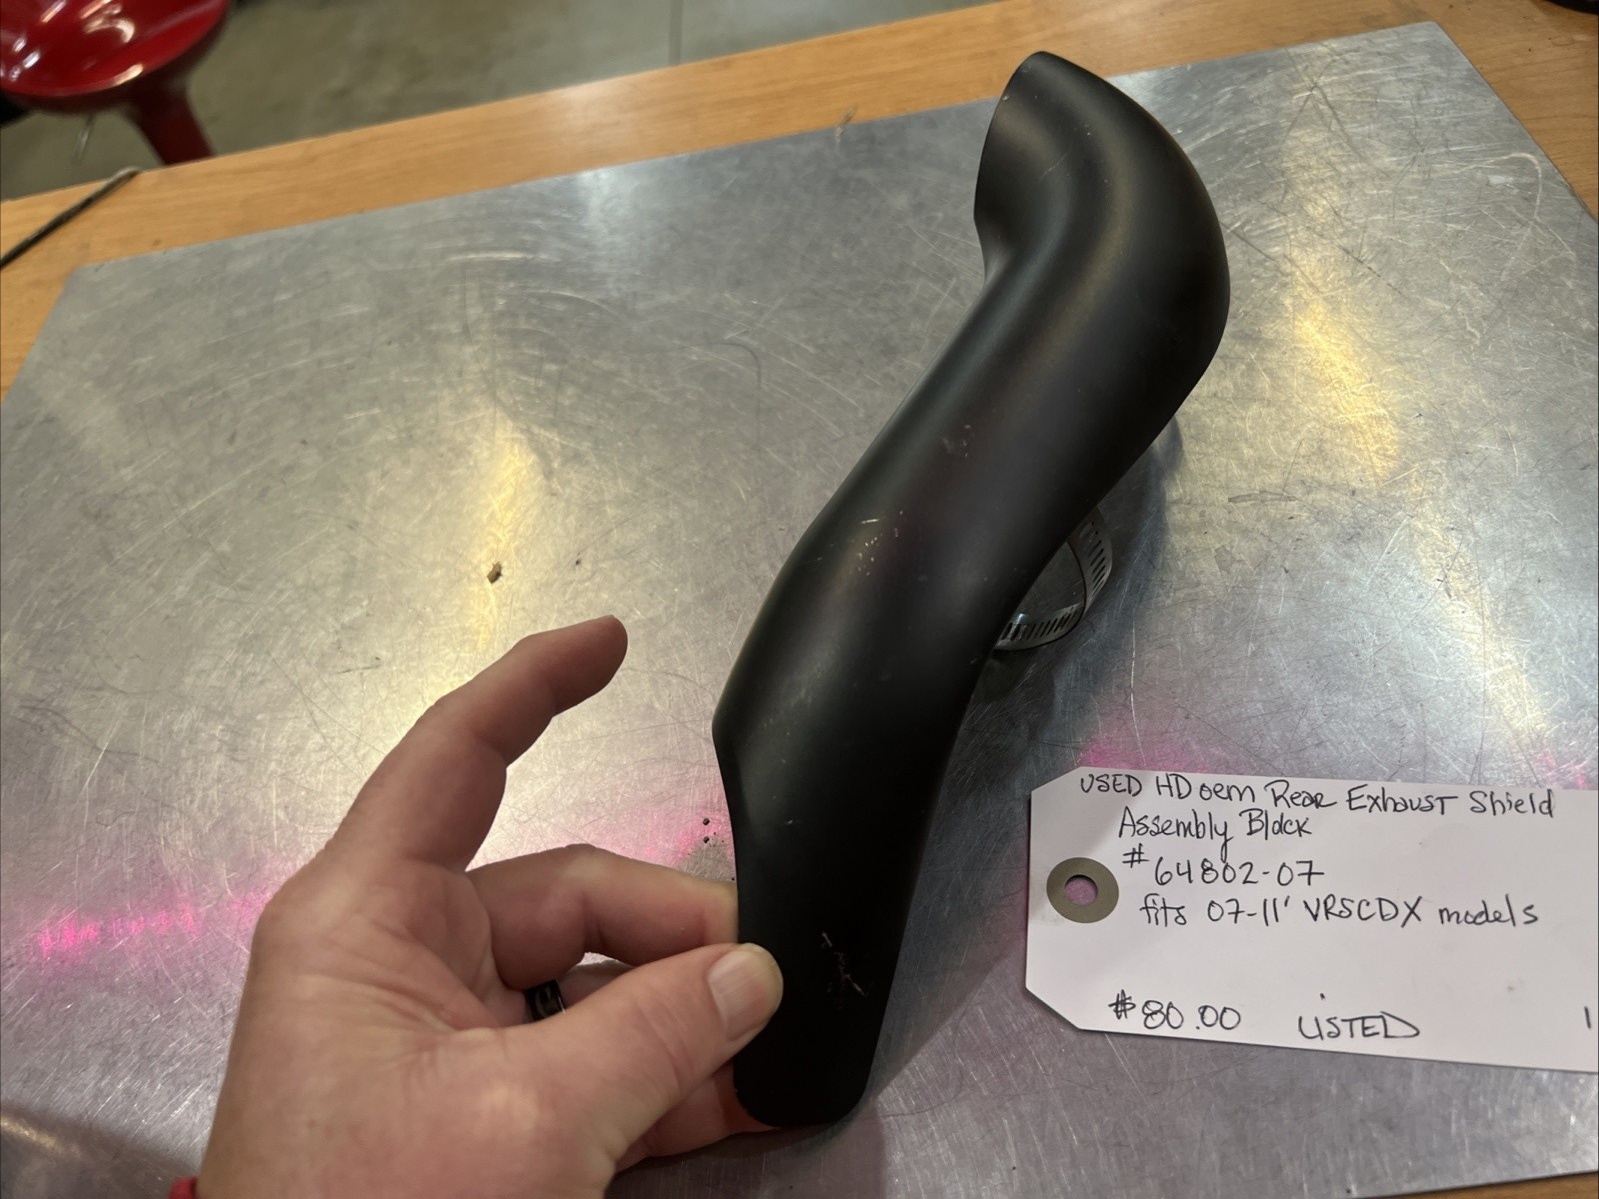 USED HD oem Rear Exhaust Shield
Assembly Black
# 64802-07
fits 07-11' VRSCDX models
$80.00 LISTED 1